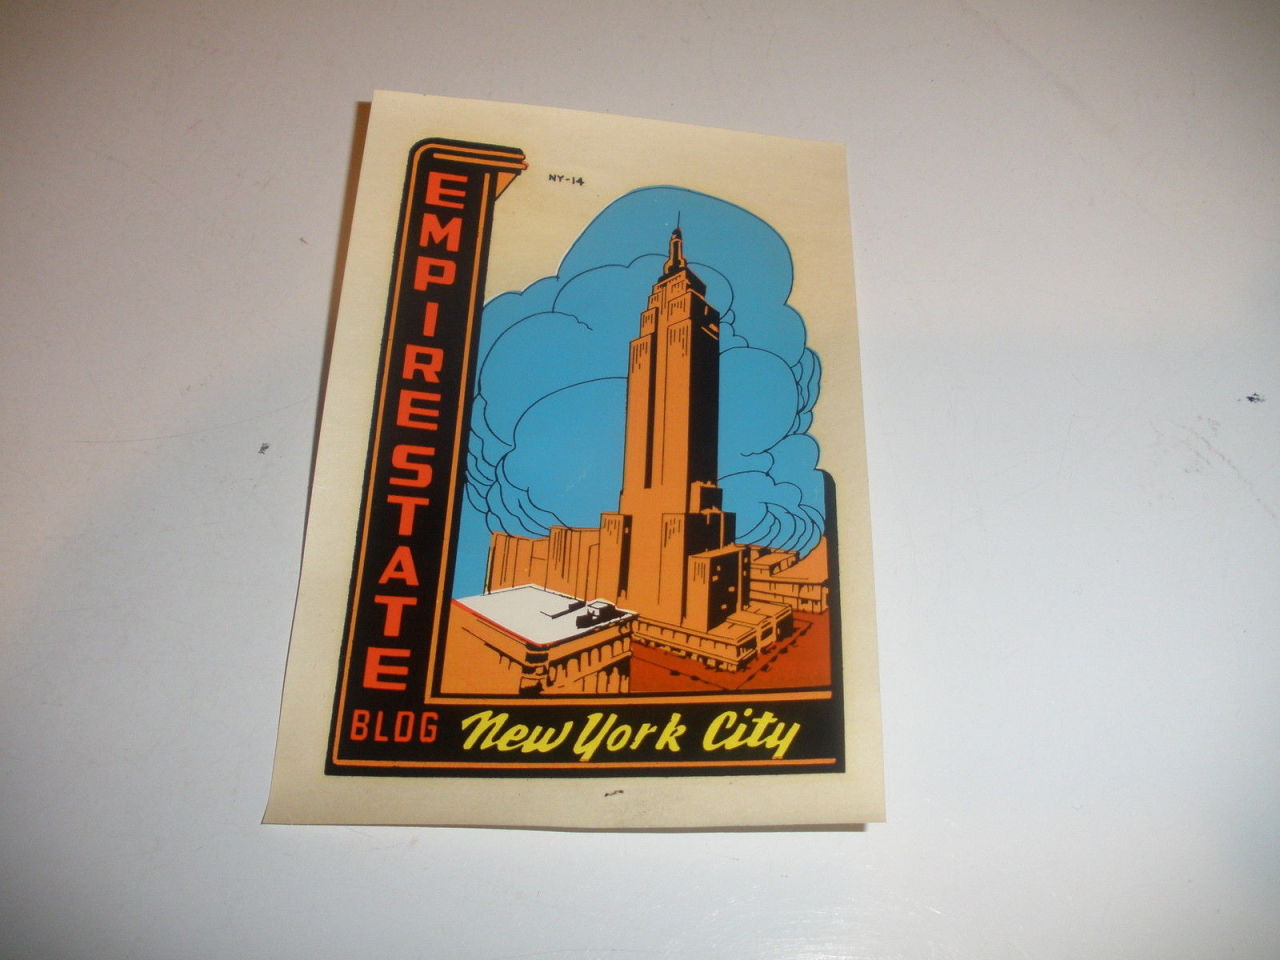 NY-14
EMPIRE STATE
BLDG New York City